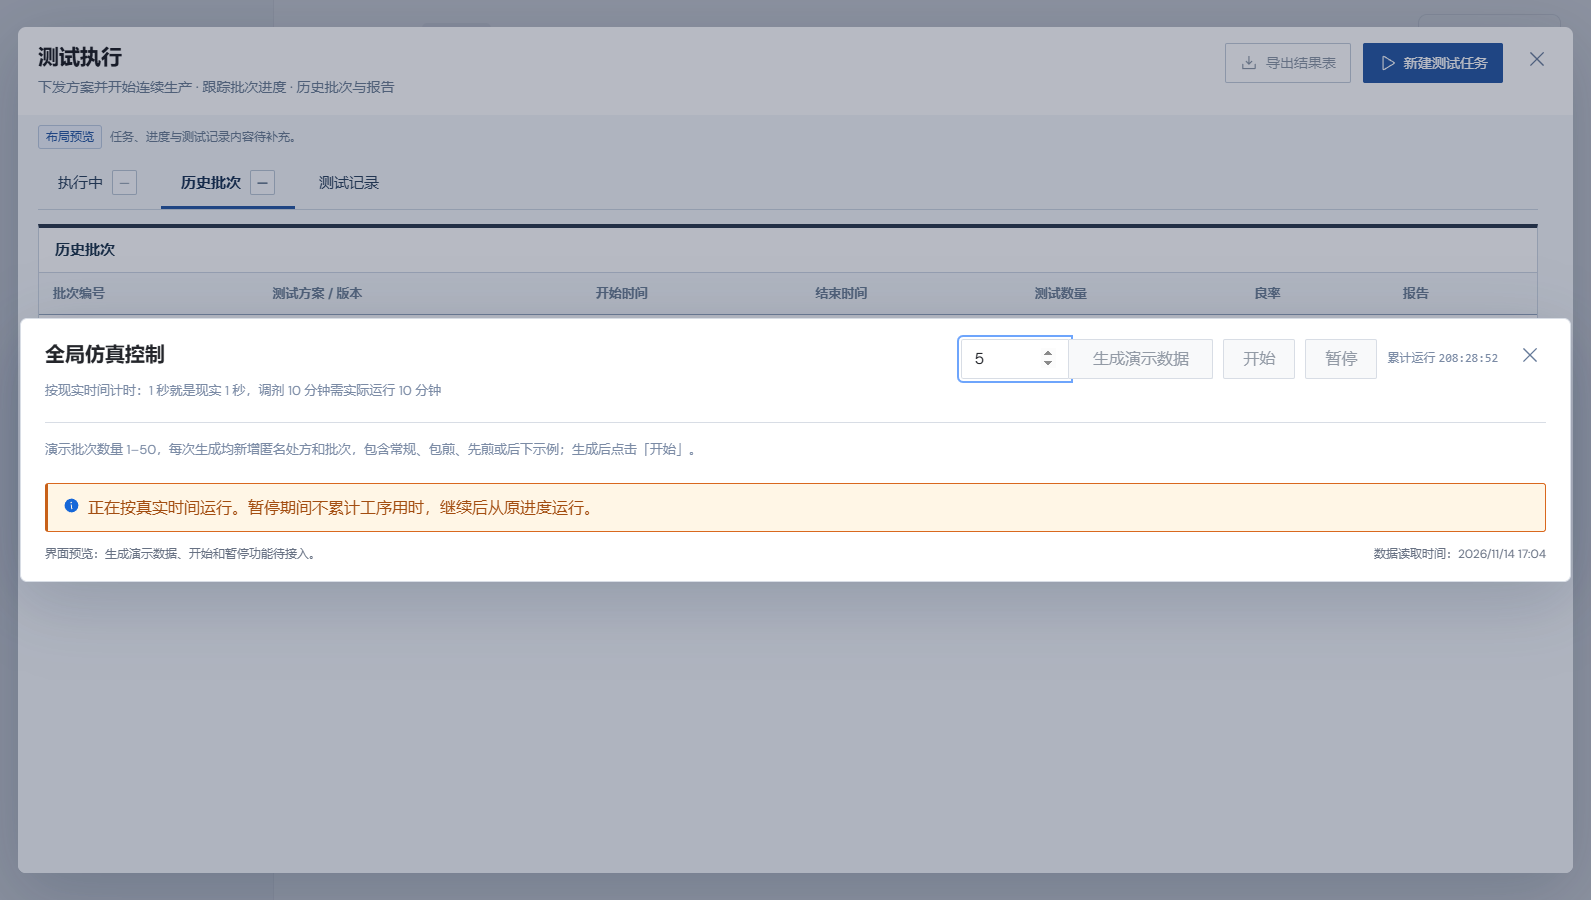 测试执行
下发方案并开始连续生产 · 跟踪批次进度 · 历史批次与报告
导出结果表
新建测试任务
布局预览 任务、进度与测试记录内容待补充。
执行中 —
历史批次 —
测试记录
历史批次
批次编号 测试方案 / 版本 开始时间 结束时间 测试数量 良率 报告
全局仿真控制
5 生成演示数据 开始 暂停 累计运行 208:28:52
按现实时间计时：1 秒就是现实 1 秒，调剂 10 分钟需实际运行 10 分钟
演示批次数量 1–50，每次生成均新增匿名处方和批次，包含常规、包煎、先煎或后下示例；生成后点击「开始」。
正在按真实时间运行。暂停期间不累计工序用时，继续后从原进度运行。
界面预览：生成演示数据、开始和暂停功能待接入。
数据读取时间：2026/11/14 17:04